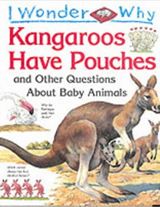 I Wonder Why
Kangaroos
Have Pouches
and Other Questions
About Baby Animals